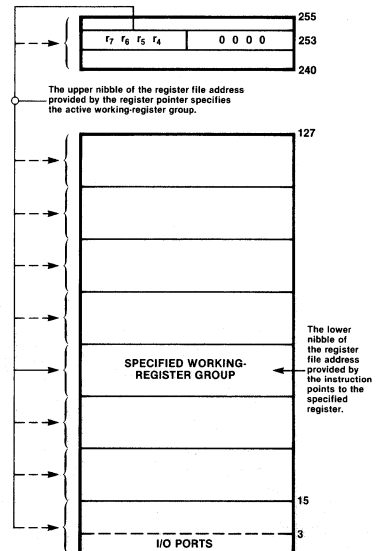 255
r7 r6 r5 r4 0 0 0 0 253
240
The upper nibble of the register file address
provided by the register pointer specifies
the active working-register group.
127
The lower
nibble of
the register
file address
provided by
the instruction
points to the
specified
register.
SPECIFIED WORKING-
REGISTER GROUP
15
3
I/O PORTS